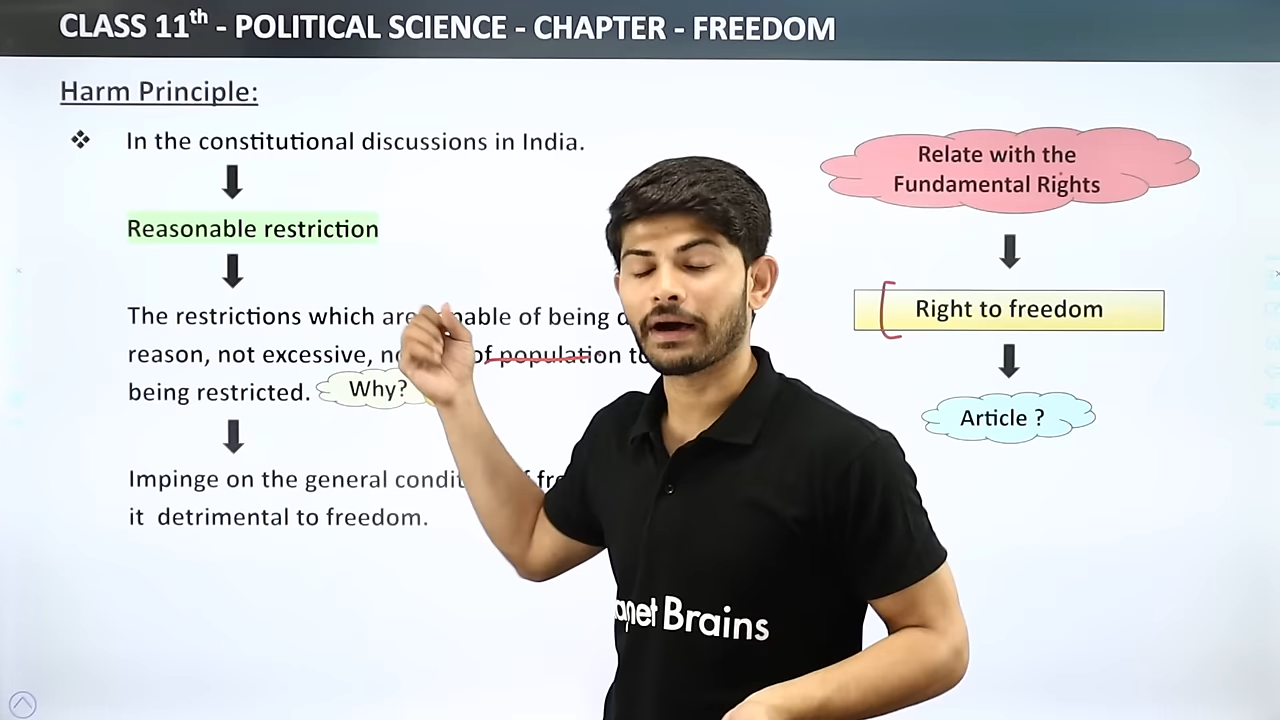 CLASS 11th - POLITICAL SCIENCE - CHAPTER - FREEDOM
Harm Principle:
In the constitutional discussions in India.
Reasonable restriction
The restrictions which are of being
reason, not excessive, of population
being restricted. Why?
Impinge on the general
it detrimental to freedom.
Relate with the
Fundamental Rights
Right to freedom
Article ?
Brains